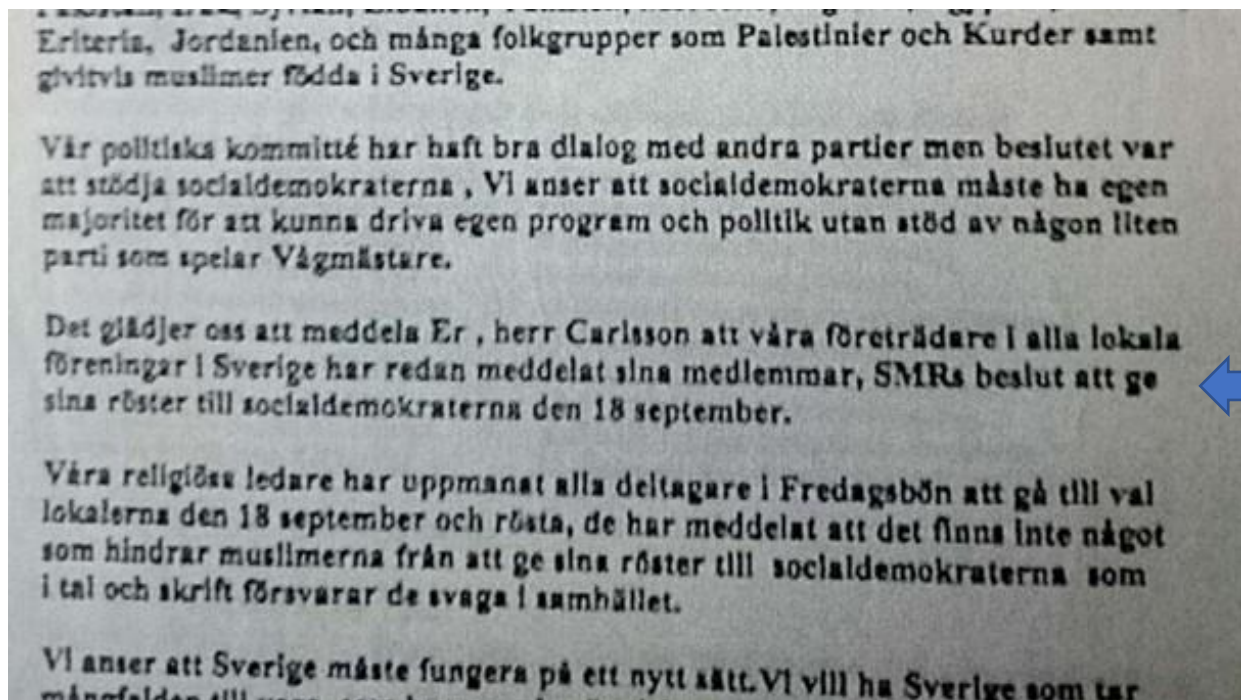 Eriteria, Jordanien, och många folkgrupper som Palestinier och Kurder samt
givitvis muslimer födda i Sverige.
Vår politiska kommitté har haft bra dialog med andra partier men beslutet var
att stödja socialdemokraterna , Vi anser att socialdemokraterna måste ha egen
majoritet för att kunna driva egen program och politik utan stöd av någon liten
parti som spelar Vågmästare.
Det glädjer oss att meddela Er , herr Carlsson att våra företrädare i alla lokala
föreningar i Sverige har redan meddelat sina medlemmar, SMRs beslut att ge
sina röster till socialdemokraterna den 18 september.
Våra religiösa ledare har uppmanat alla deltagare i Fredagsbön att gå till val
lokalerna den 18 september och rösta, de har meddelat att det finns inte något
som hindrar muslimerna från att ge sina röster till socialdemokraterna som
i tal och skrift försvarar de svaga i samhället.
Vi anser att Sverige måste fungera på ett nytt sätt. Vi vill ha Sverige som tar
mångfalden till